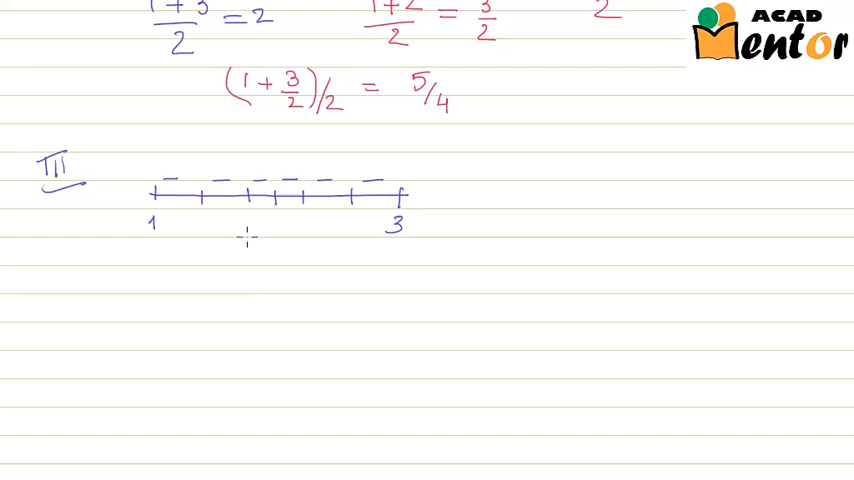 (1+3)/2 = 2    (1+2)/2 = 3/2    2
(1 + 3/2)/2 = 5/4
III
1    3
ACAD
Mentor